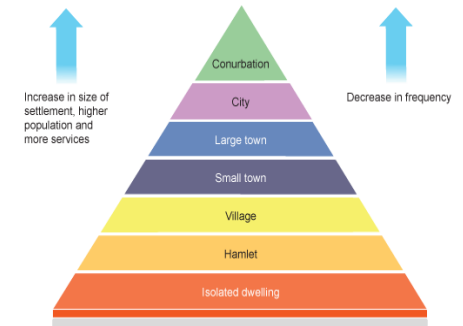 Conurbation
Increase in size of
settlement, higher
population and
more services
Decrease in frequency
City
Large town
Small town
Village
Hamlet
Isolated dwelling